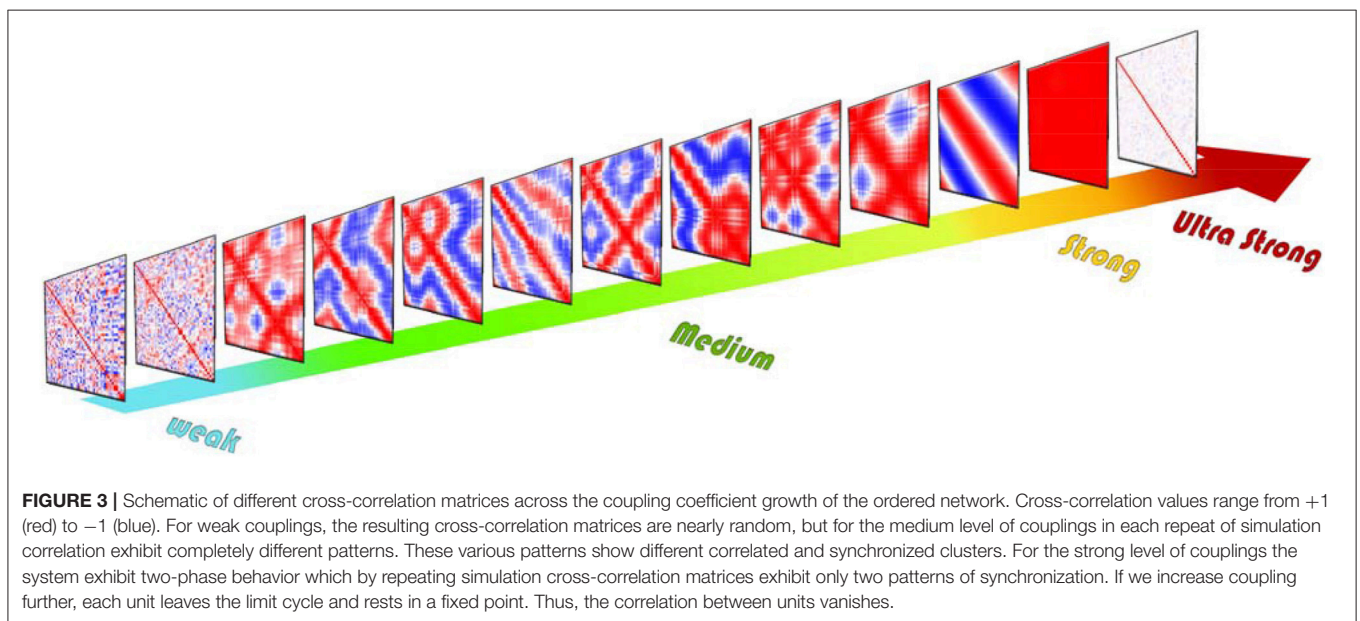 Ultra Strong
Strong
Medium
weak
FIGURE 3 | Schematic of different cross-correlation matrices across the coupling coefficient growth of the ordered network. Cross-correlation values range from +1
(red) to −1 (blue). For weak couplings, the resulting cross-correlation matrices are nearly random, but for the medium level of couplings in each repeat of simulation
correlation exhibit completely different patterns. These various patterns show different correlated and synchronized clusters. For the strong level of couplings the
system exhibit two-phase behavior which by repeating simulation cross-correlation matrices exhibit only two patterns of synchronization. If we increase coupling
further, each unit leaves the limit cycle and rests in a fixed point. Thus, the correlation between units vanishes.